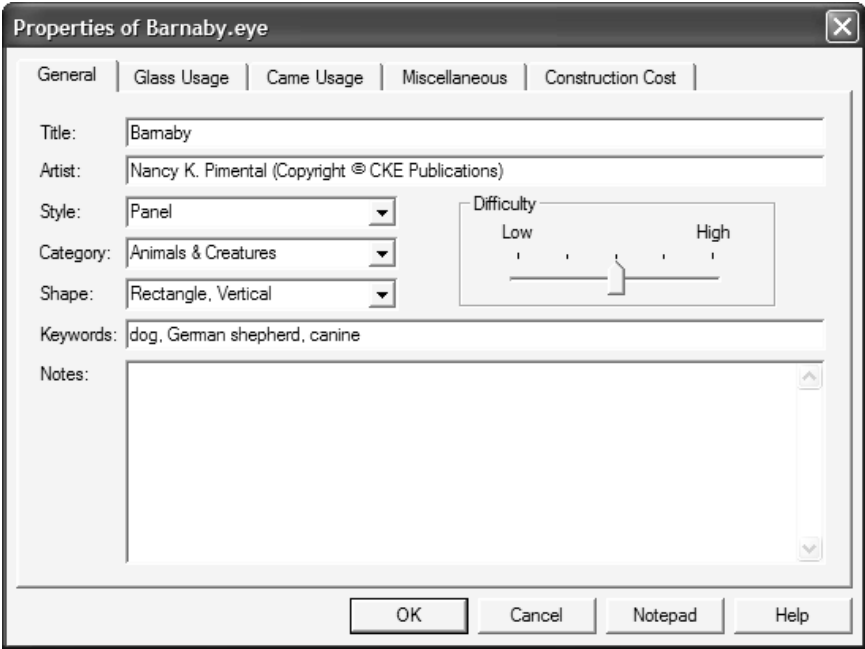 Properties of Barnaby.eye
General Glass Usage Came Usage Miscellaneous Construction Cost
Title: Barnaby
Artist: Nancy K. Pimental (Copyright © CKE Publications)
Style: Panel
Difficulty
Low High
Category: Animals & Creatures
Shape: Rectangle, Vertical
Keywords: dog, German shepherd, canine
Notes:
OK Cancel Notepad Help